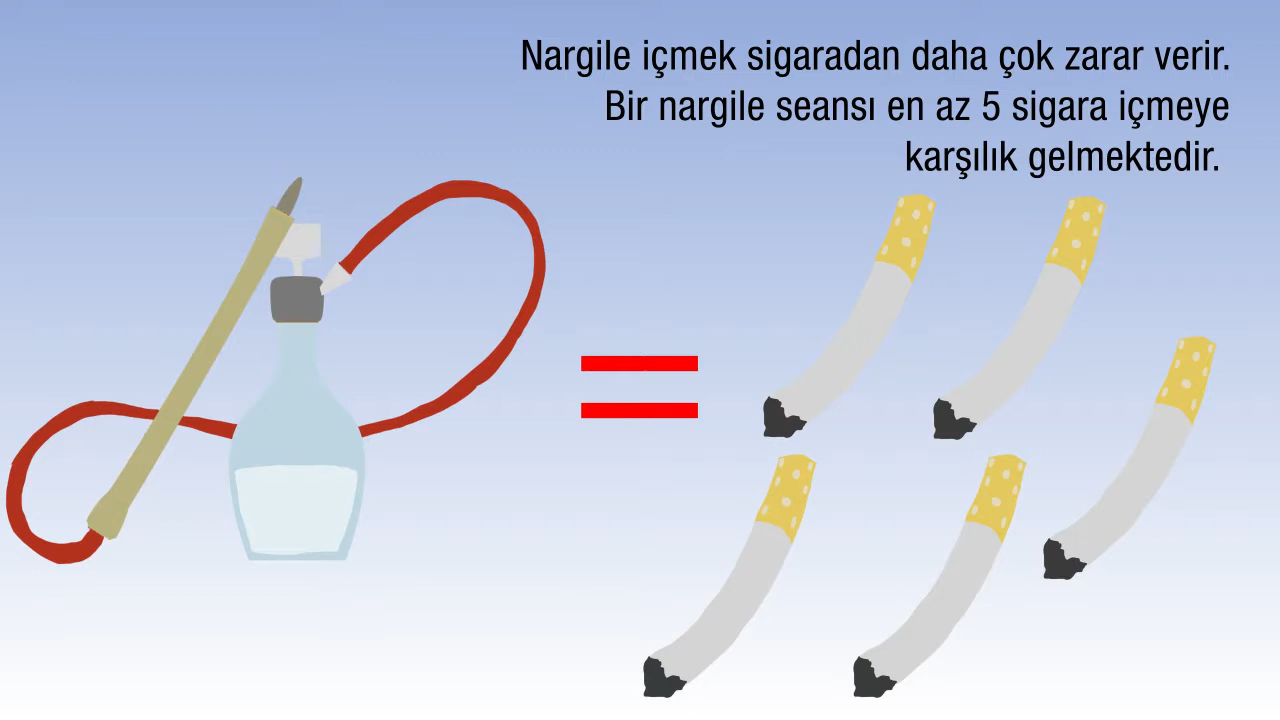 Nargile içmek sigaradan daha çok zarar verir.
Bir nargile seansı en az 5 sigara içmeye
karşılık gelmektedir.